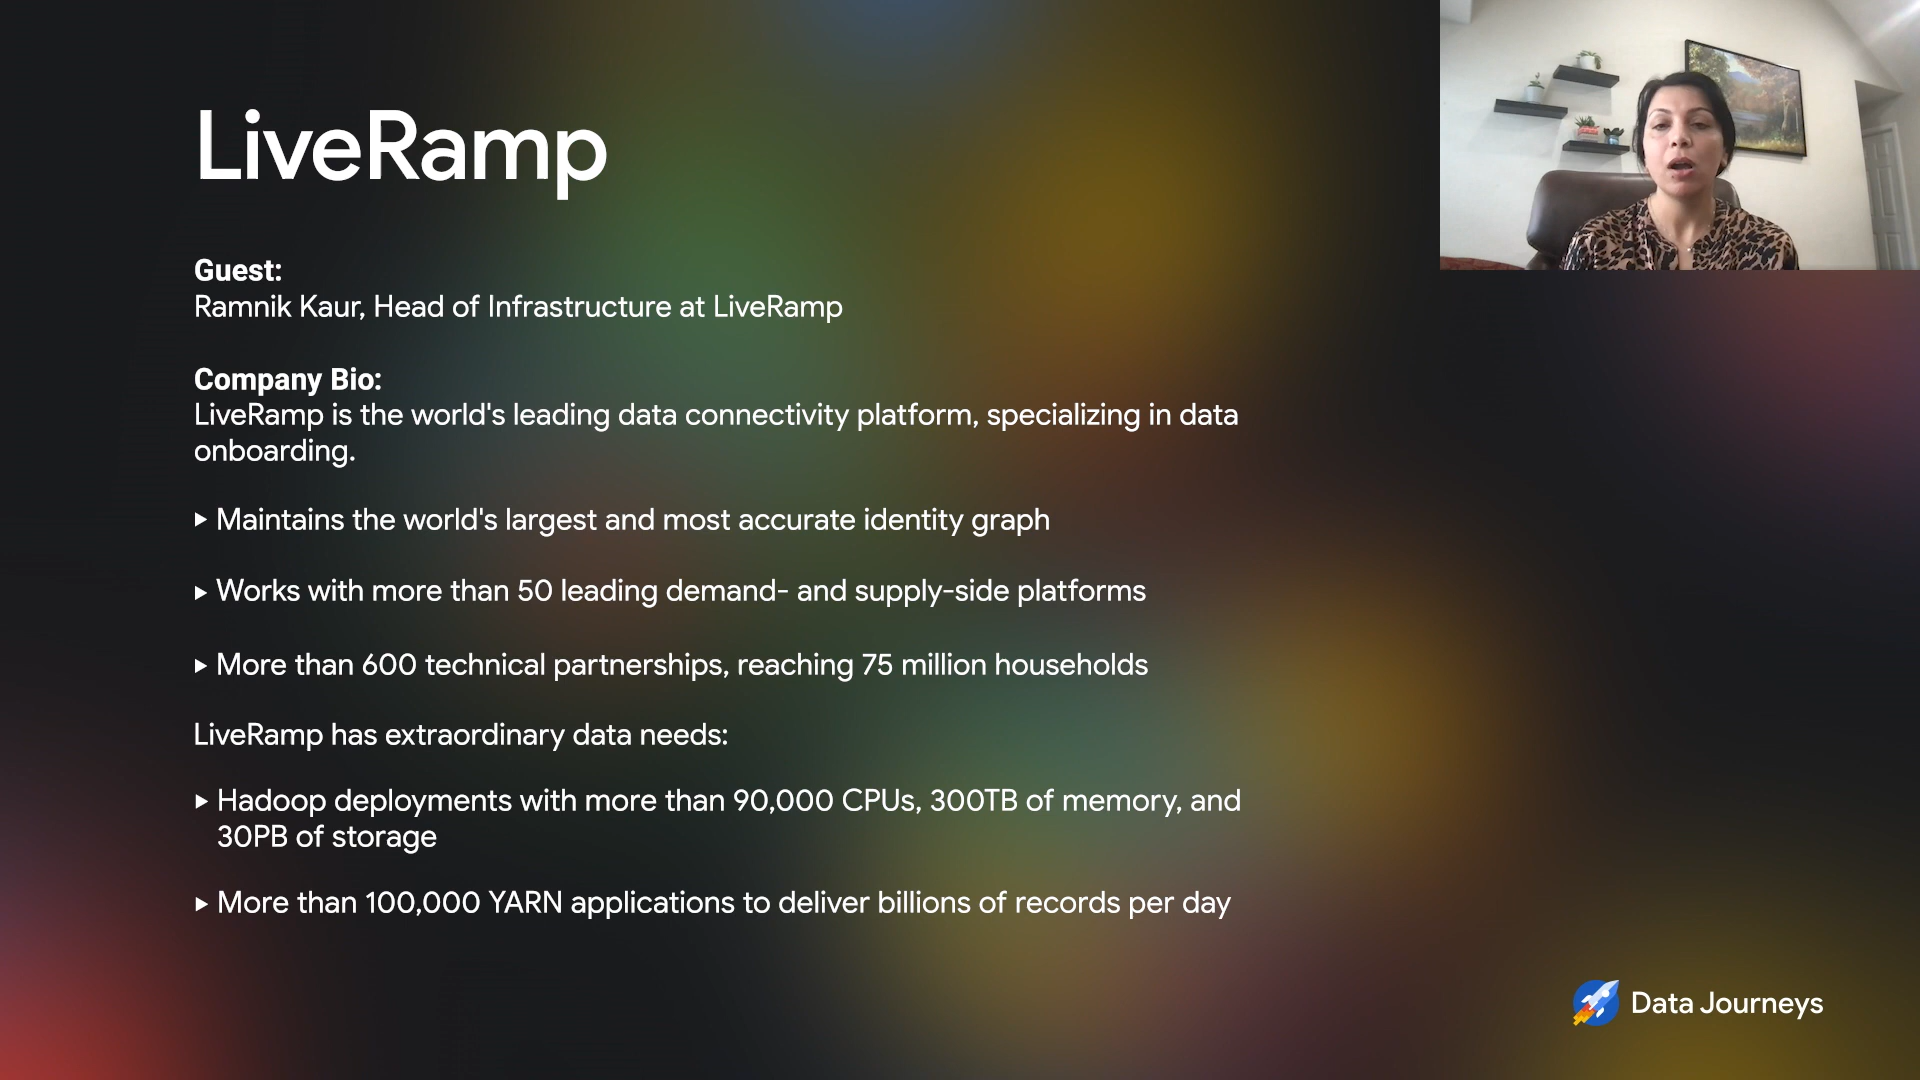 LiveRamp
Guest:
Ramnik Kaur, Head of Infrastructure at LiveRamp
Company Bio:
LiveRamp is the world's leading data connectivity platform, specializing in data
onboarding.
▶ Maintains the world's largest and most accurate identity graph
▶ Works with more than 50 leading demand- and supply-side platforms
▶ More than 600 technical partnerships, reaching 75 million households
LiveRamp has extraordinary data needs:
▶ Hadoop deployments with more than 90,000 CPUs, 300TB of memory, and
30PB of storage
▶ More than 100,000 YARN applications to deliver billions of records per day
Data Journeys